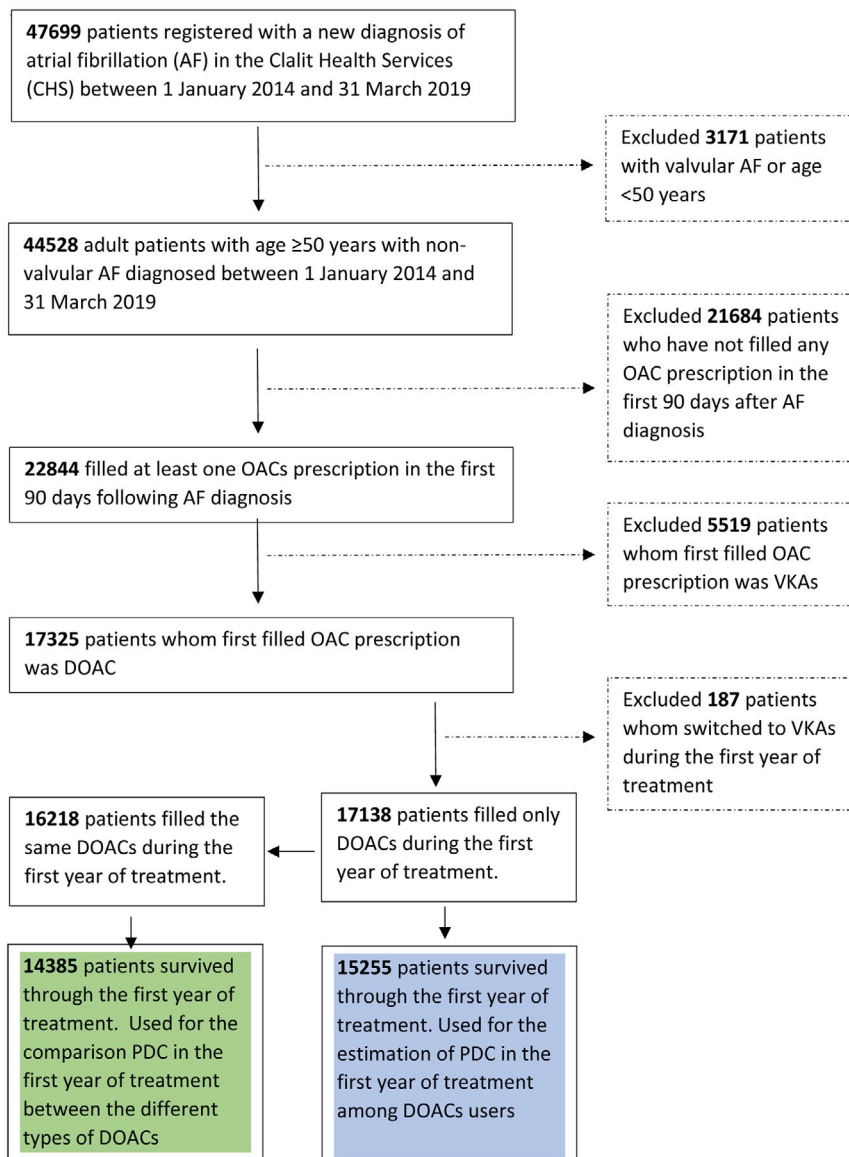 47699 patients registered with a new diagnosis of
atrial fibrillation (AF) in the Clalit Health Services
(CHS) between 1 January 2014 and 31 March 2019
Excluded 3171 patients
with valvular AF or age
<50 years
44528 adult patients with age ≥50 years with non-
valvular AF diagnosed between 1 January 2014 and
31 March 2019
Excluded 21684 patients
who have not filled any
OAC prescription in the
first 90 days after AF
diagnosis
22844 filled at least one OACs prescription in the first
90 days following AF diagnosis
Excluded 5519 patients
whom first filled OAC
prescription was VKAs
17325 patients whom first filled OAC prescription
was DOAC
Excluded 187 patients
whom switched to VKAs
during the first year of
treatment
16218 patients filled the
same DOACs during the
first year of treatment.
17138 patients filled only
DOACs during the first
year of treatment.
14385 patients survived
through the first year of
treatment. Used for the
comparison PDC in the
first year of treatment
between the different
types of DOACs
15255 patients survived
through the first year of
treatment. Used for the
estimation of PDC in the
first year of treatment
among DOACs users